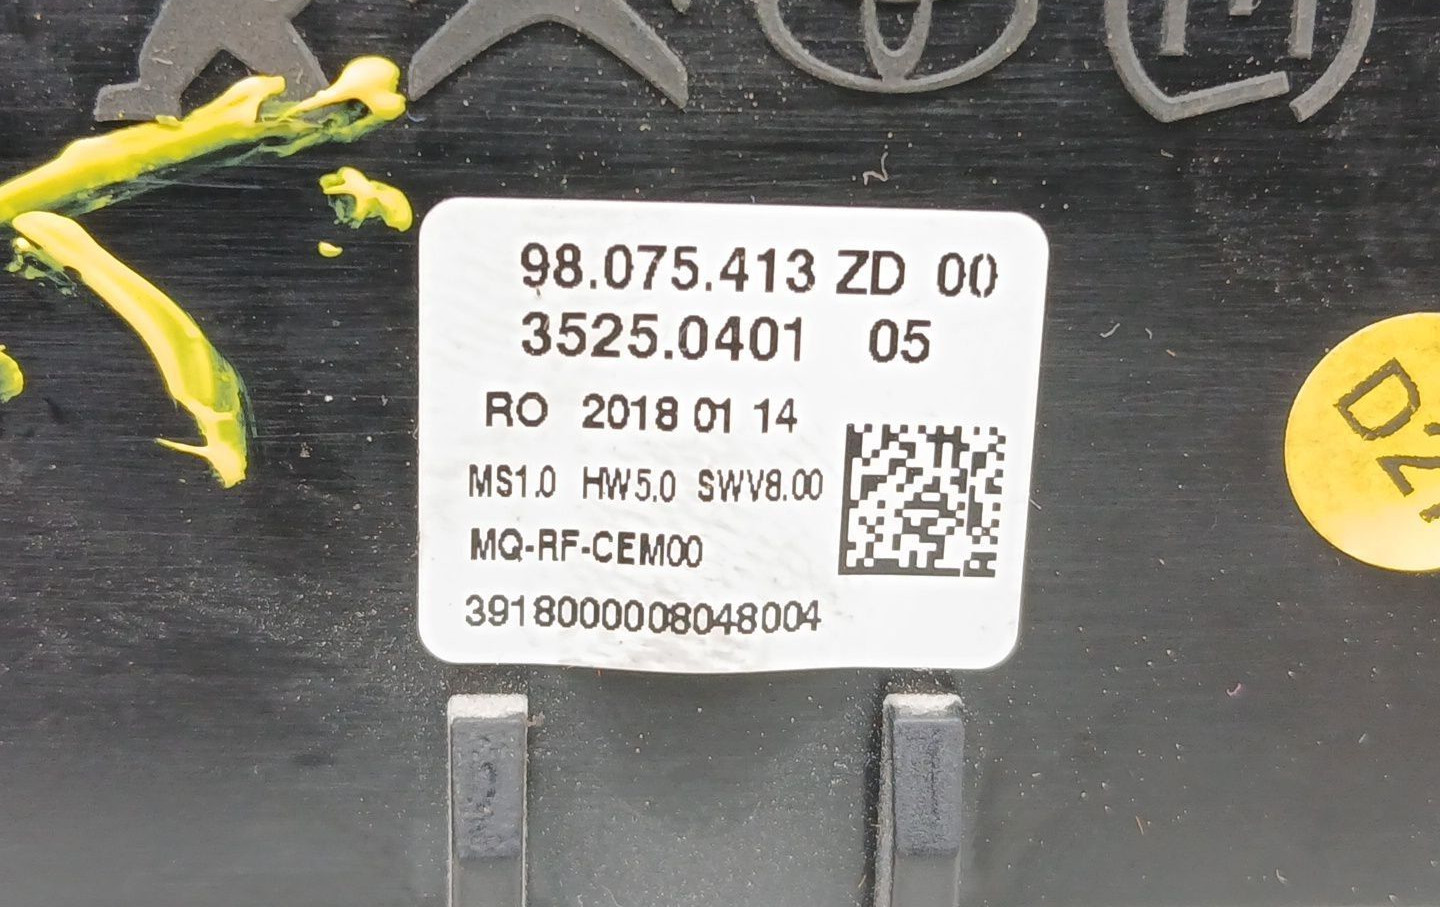 98.075.413 ZD 00
3525.0401 05
RO 2018 01 14
MS1.0 HW5.0 SWV8.00
MQ-RF-CEM00
3918000008048004